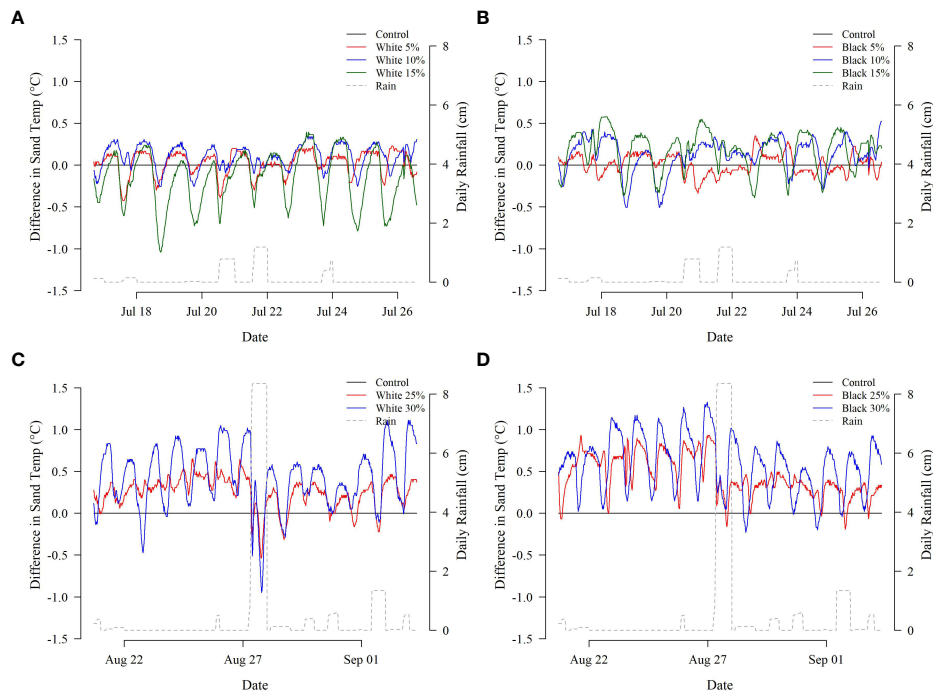 A
Difference in Sand Temp (°C)
1.5
1.0
0.5
0.0
-0.5
-1.0
-1.5
Control
White 5%
White 10%
White 15%
Rain
8
6
4
2
0
Daily Rainfall (cm)
Jul 18
Jul 20
Jul 22
Jul 24
Jul 26
Date
B
Difference in Sand Temp (°C)
1.5
1.0
0.5
0.0
-0.5
-1.0
-1.5
Control
Black 5%
Black 10%
Black 15%
Rain
8
6
4
2
0
Daily Rainfall (cm)
Jul 18
Jul 20
Jul 22
Jul 24
Jul 26
Date
C
Difference in Sand Temp (°C)
1.5
1.0
0.5
0.0
-0.5
-1.0
-1.5
Control
White 25%
White 30%
Rain
8
6
4
2
0
Daily Rainfall (cm)
Aug 22
Aug 27
Sep 01
Date
D
Difference in Sand Temp (°C)
1.5
1.0
0.5
0.0
-0.5
-1.0
-1.5
Control
Black 25%
Black 30%
Rain
8
6
4
2
0
Daily Rainfall (cm)
Aug 22
Aug 27
Sep 01
Date